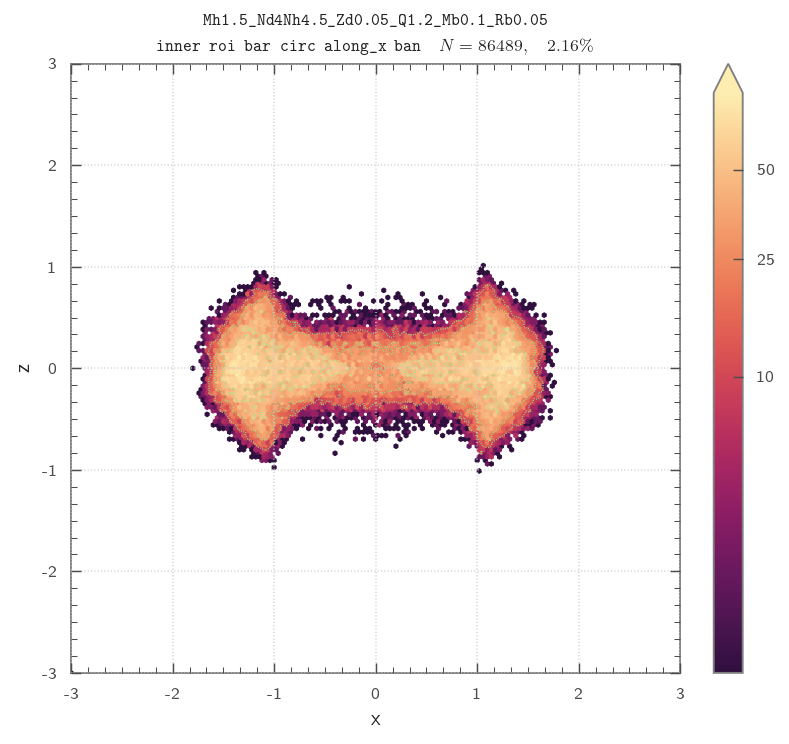 Mh1.5_Nd4Nh4.5_Zd0.05_Q1.2_Mb0.1_Rb0.05
inner roi bar circ along_x ban N = 86489, 2.16%
3
2
1
0
-1
-2
-3
z
-3 -2 -1 0 1 2 3
x
50
25
10